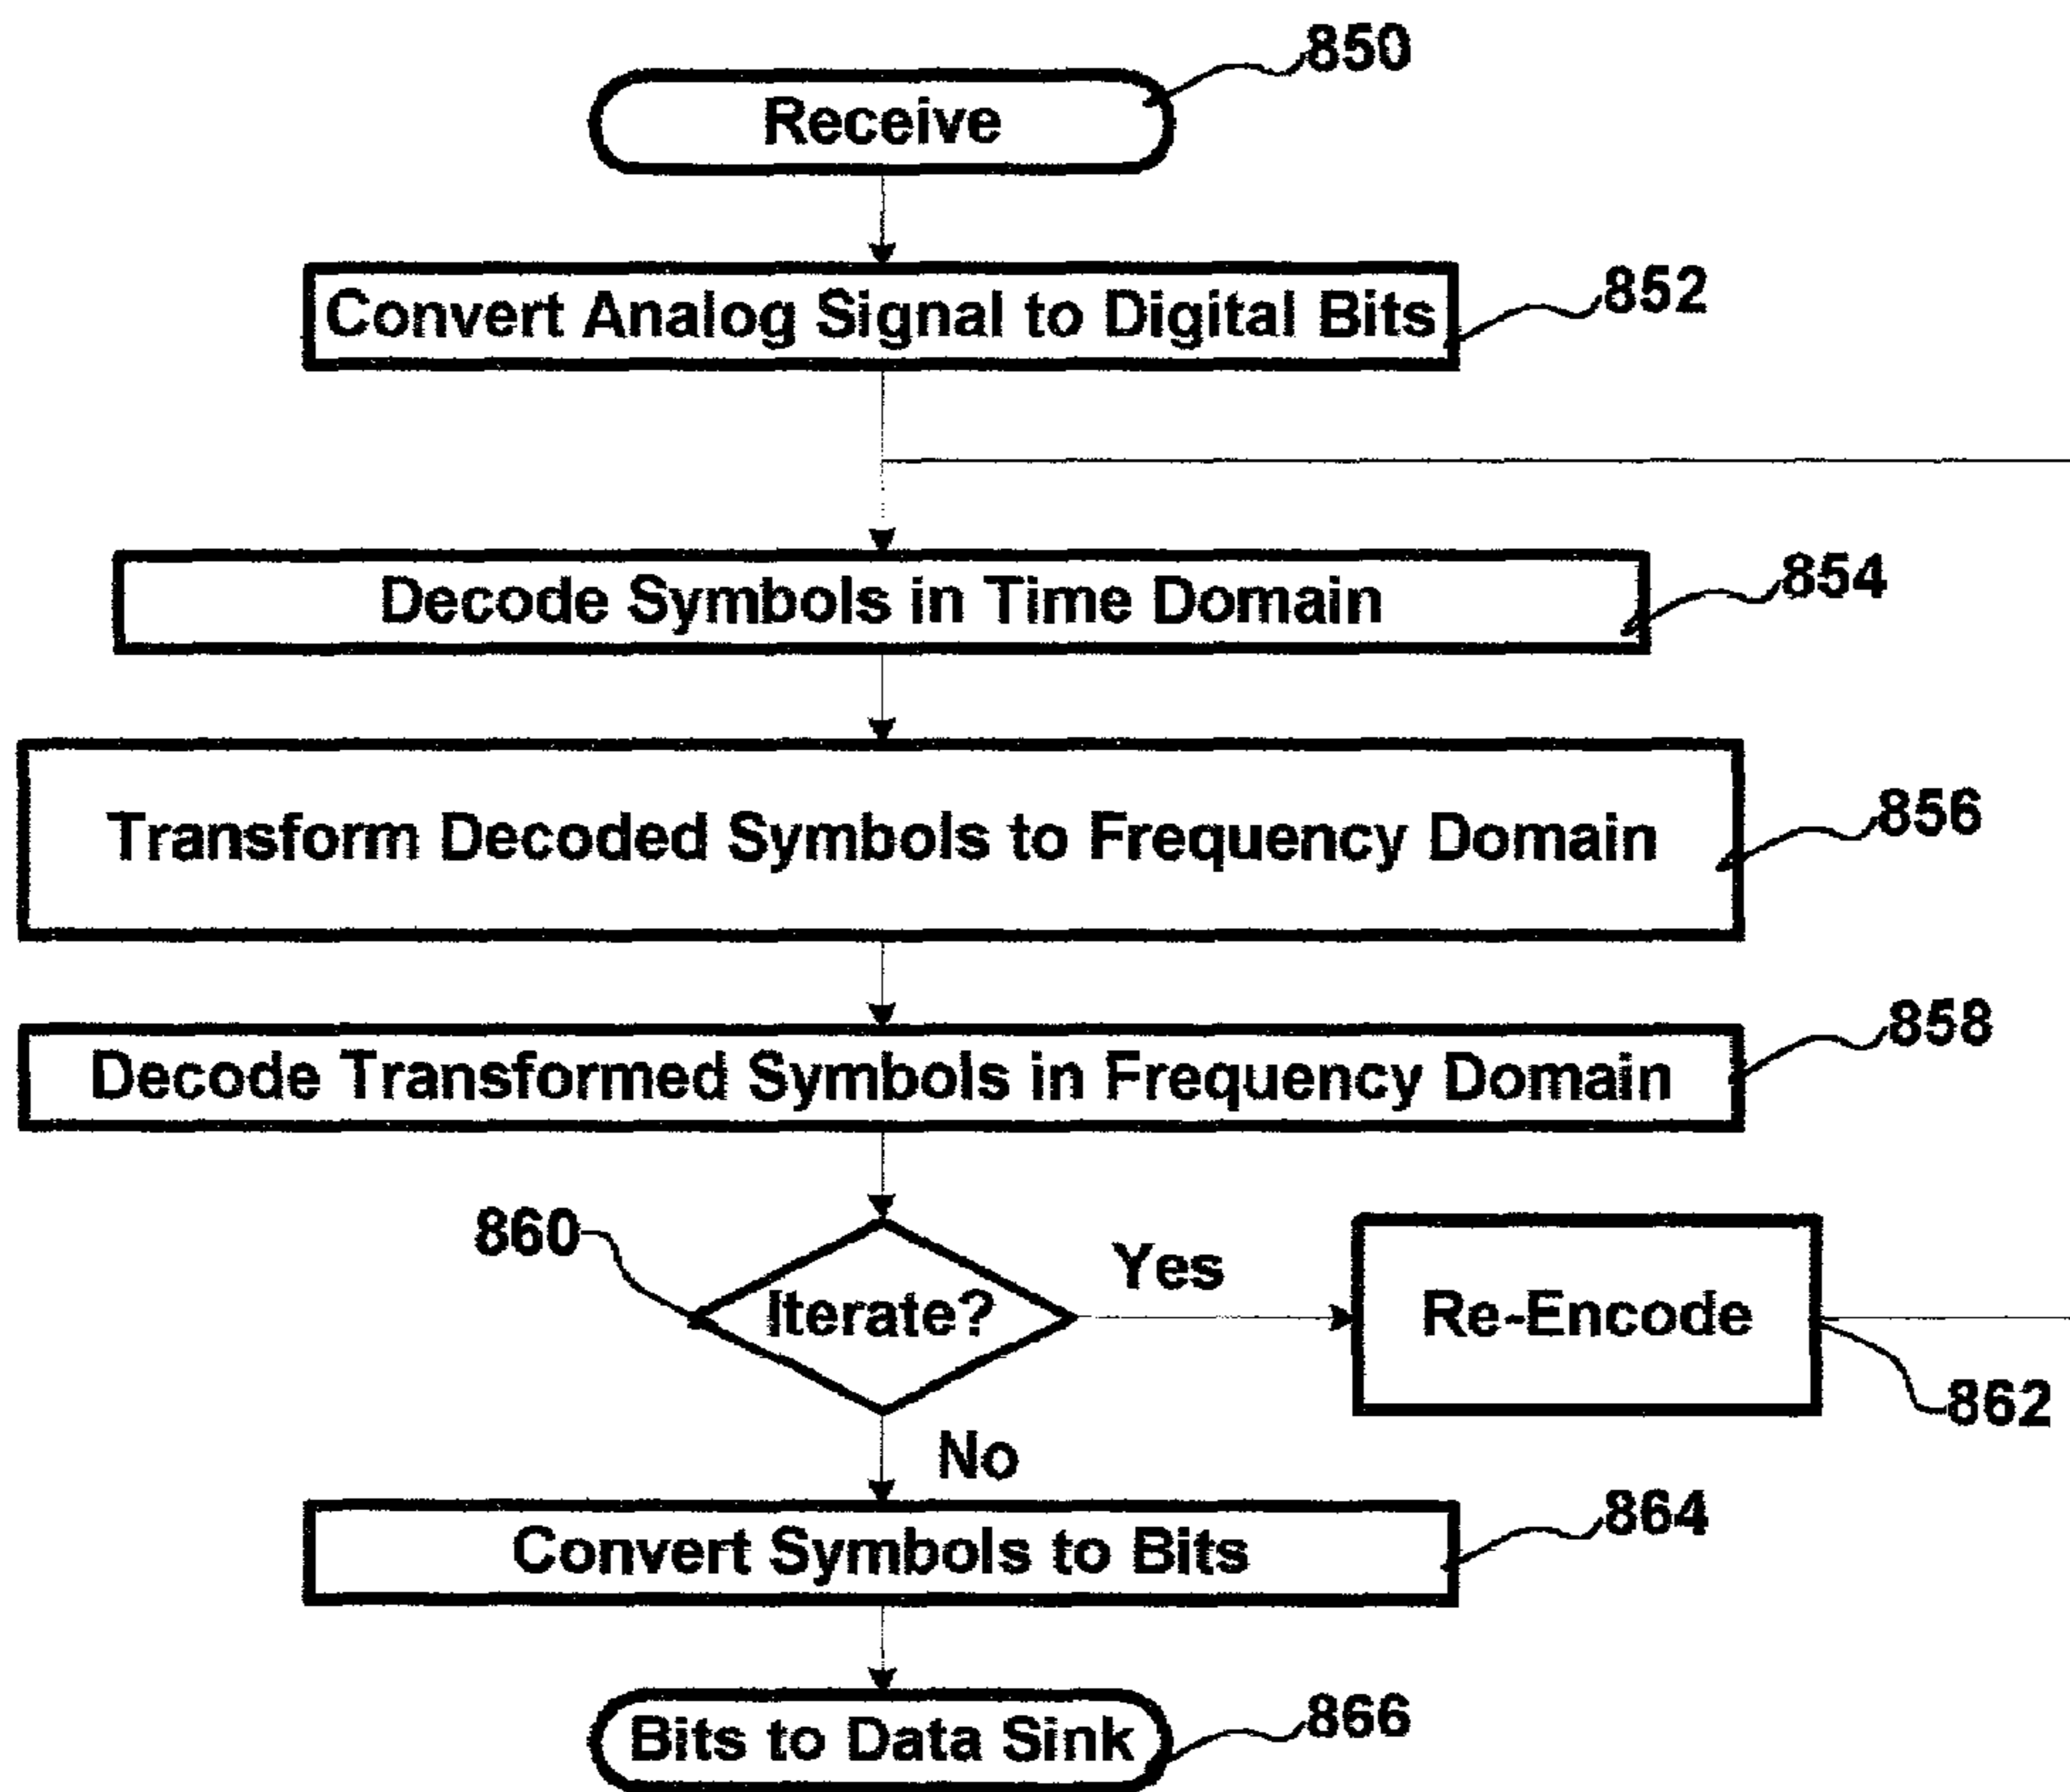 850
Receive
852
Convert Analog Signal to Digital Bits
854
Decode Symbols in Time Domain
856
Transform Decoded Symbols to Frequency Domain
858
Decode Transformed Symbols in Frequency Domain
860
Iterate?
Yes
Re-Encode
862
No
864
Convert Symbols to Bits
866
Bits to Data Sink